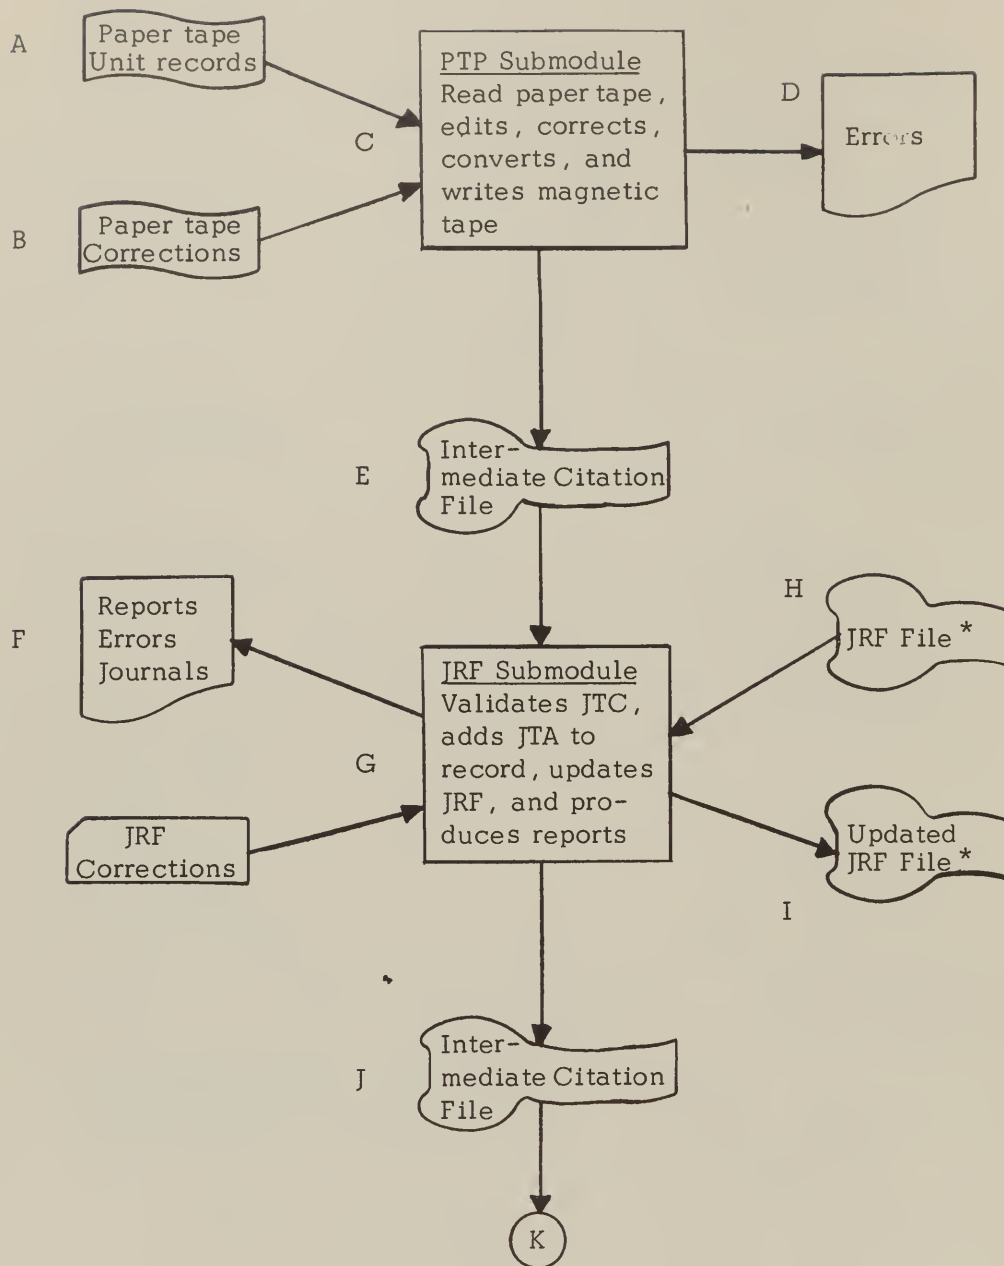 A
Paper tape
Unit records
PTP Submodule
Read paper tape,
edits, corrects,
converts, and
writes magnetic
tape
C
D
Errors
B
Paper tape
Corrections
E
Inter-
mediate Citation
File
F
Reports
Errors
Journals
JRF Submodule
Validates JTC,
adds JTA to
record, updates
JRF, and pro-
duces reports
G
H
JRF File *
JRF
Corrections
Updated
JRF File *
I
J
Inter-
mediate Citation
File
K